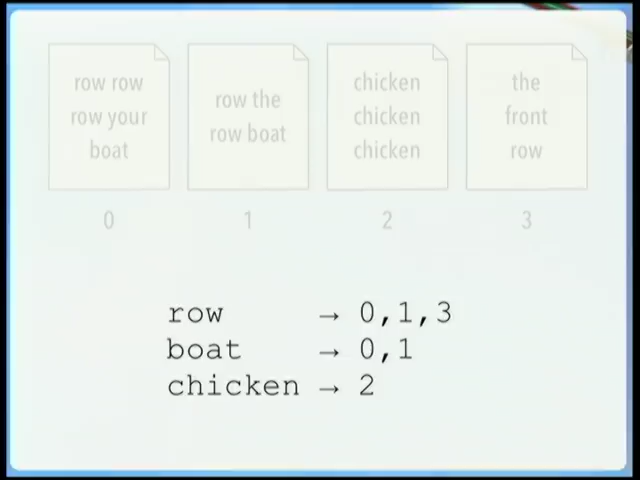 row row
row your
boat
row the
row boat
chicken
chicken
chicken
the
front
row
0
1
2
3
row → 0,1,3
boat → 0,1
chicken → 2